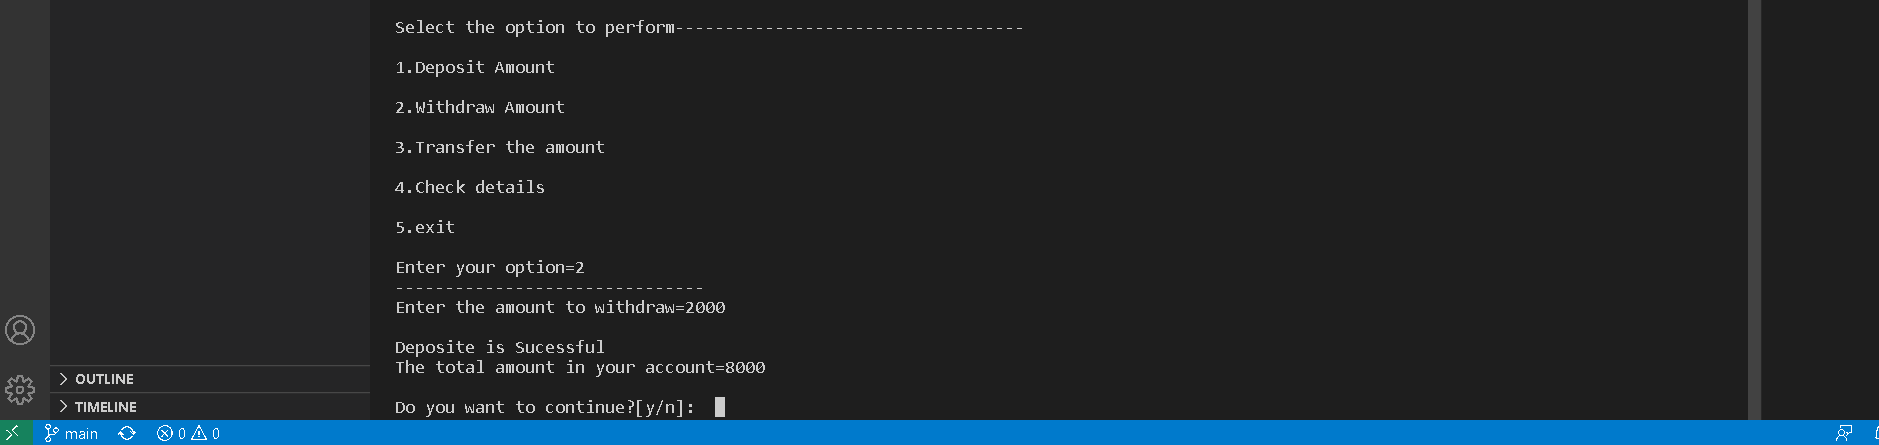 Select the option to perform-----------------------------------
1.Deposit Amount
2.Withdraw Amount
3.Transfer the amount
4.Check details
5.exit
Enter your option=2
-------------------------------
Enter the amount to withdraw=2000
Deposite is Sucessful
The total amount in your account=8000
Do you want to continue?[y/n]:
OUTLINE
TIMELINE
main 0 0